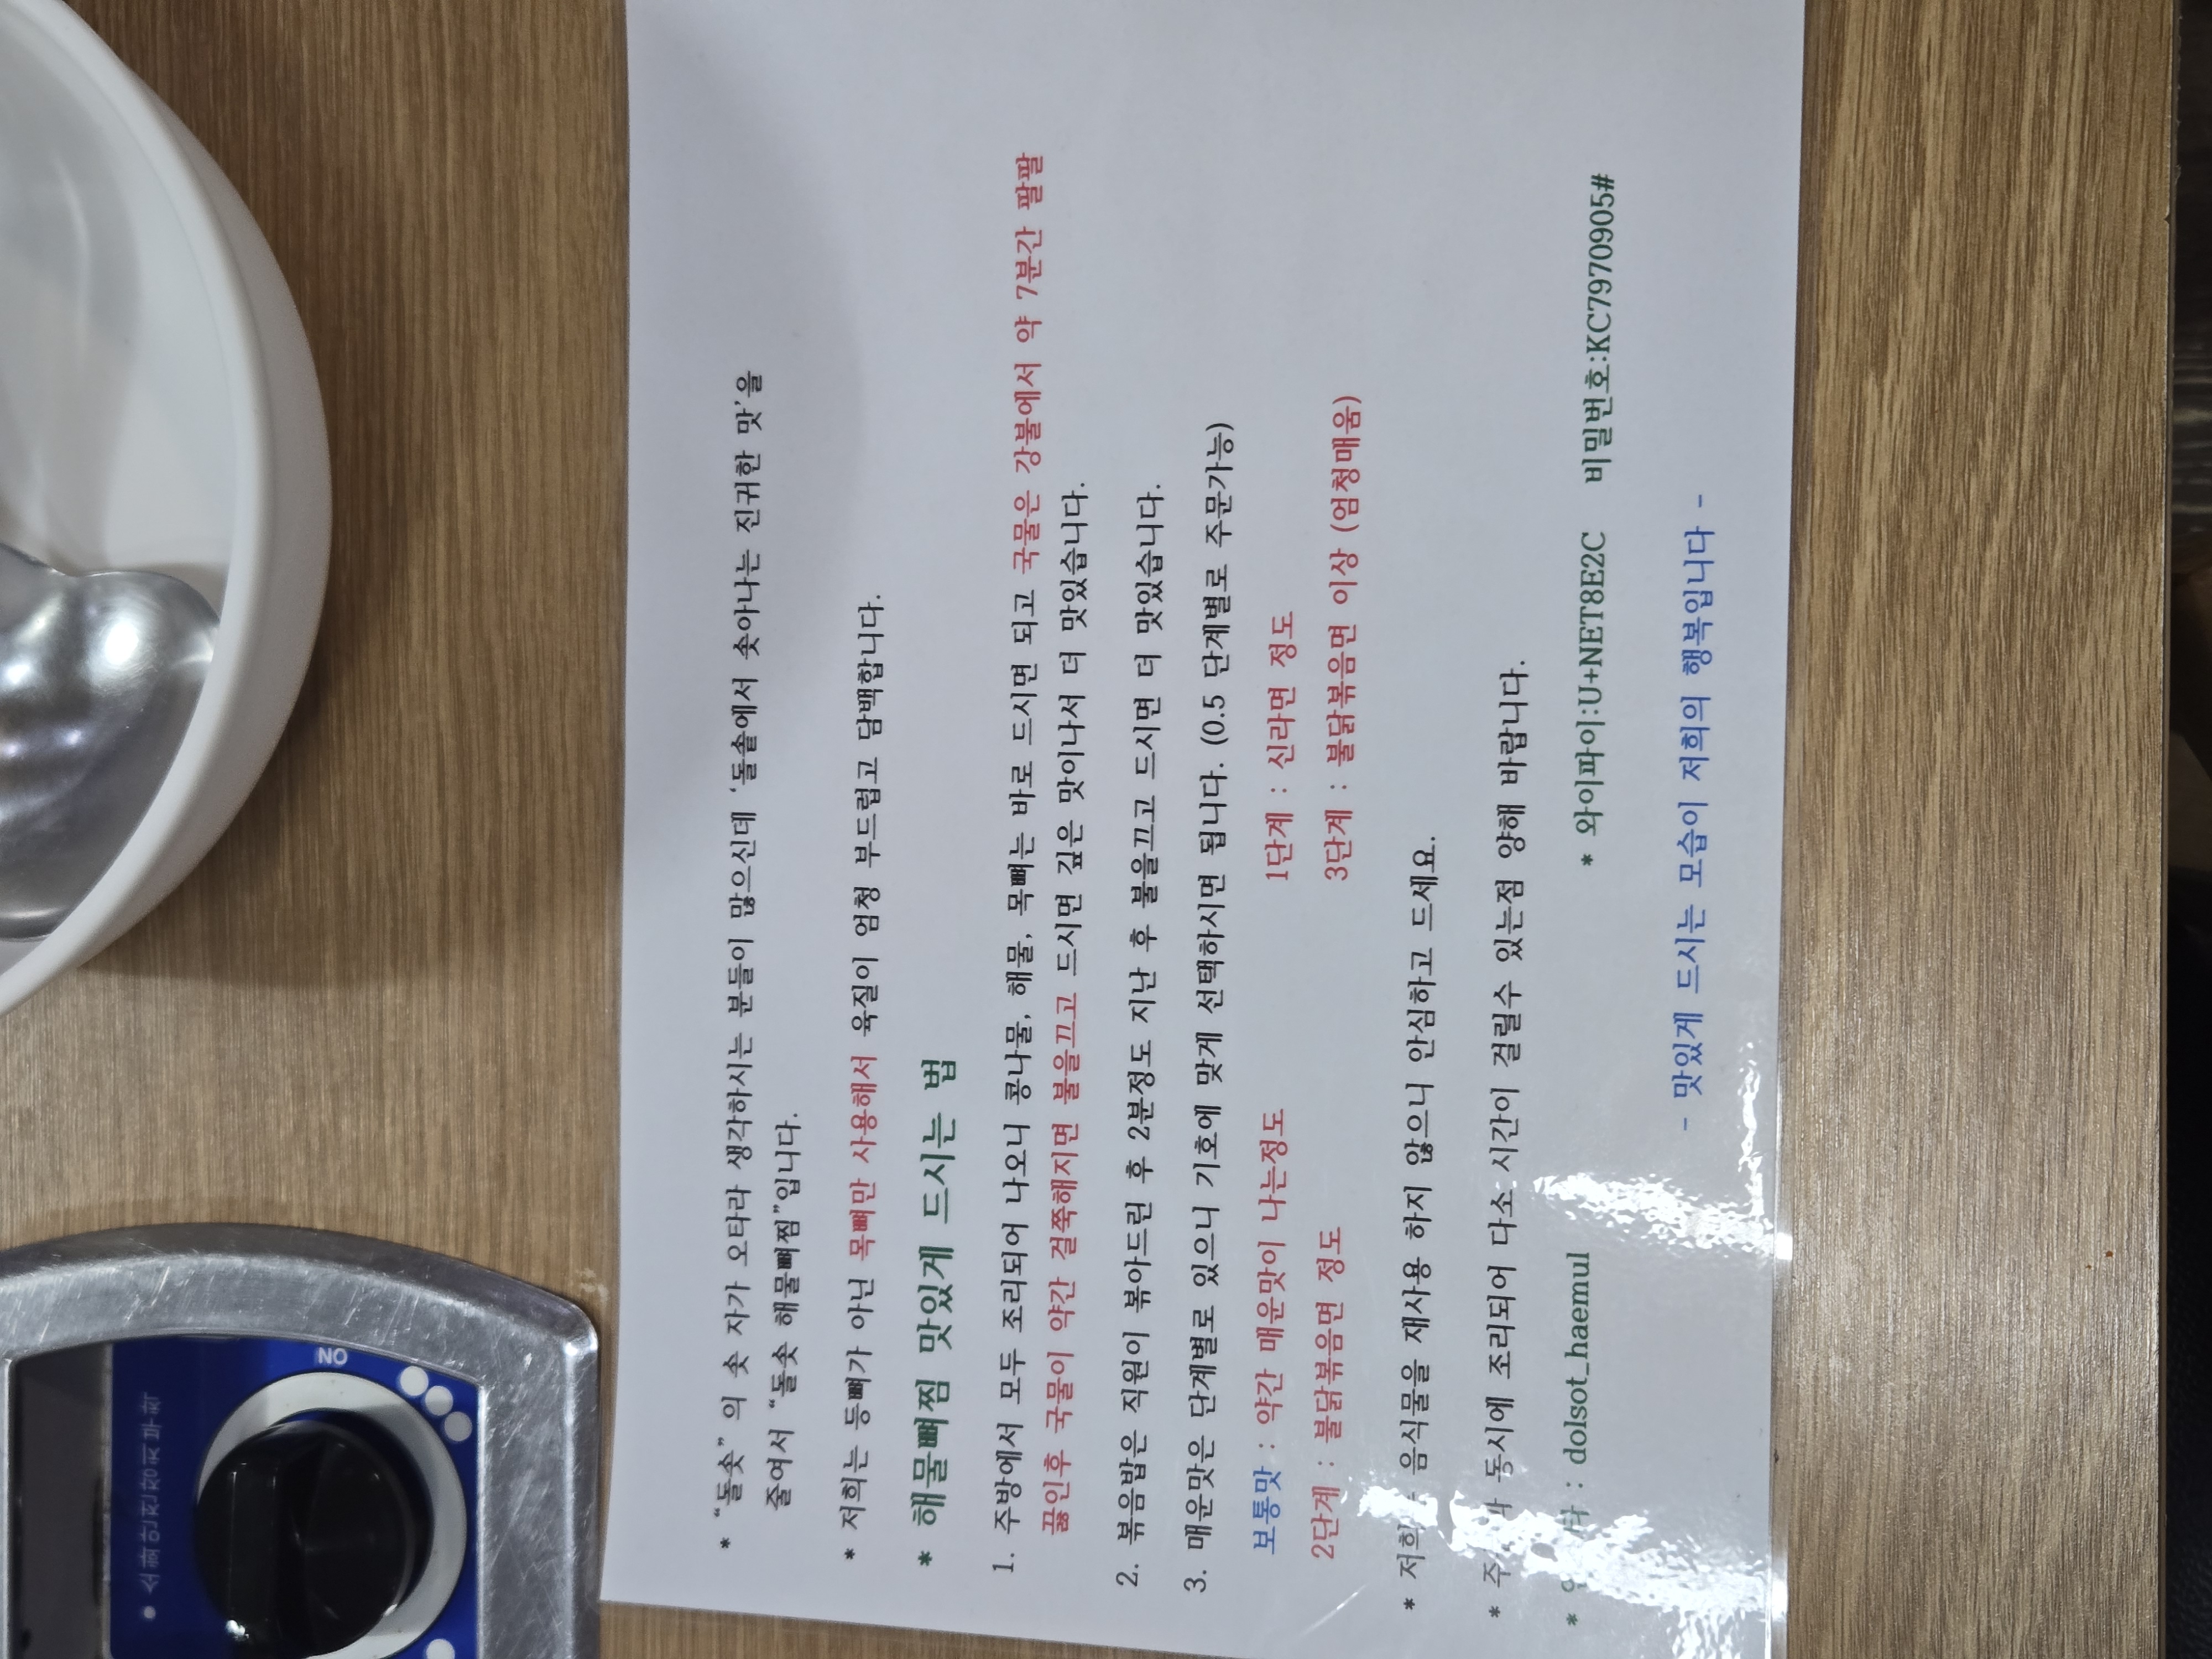 ● 소화안전장치부착
ON
* “돌솟” 의 솟 자가 오타라 생각하시는 분들이 많으신데 ‘돌솥에서 솟아나는 진귀한 맛’을
줄여서 “돌솟 해물뼈찜”입니다.
* 저희는 등뼈가 아닌 목뼈만 사용해서 육질이 엄청 부드럽고 담백합니다.
* 해물뼈찜 맛있게 드시는 법
1. 주방에서 모두 조리되어 나오니 콩나물, 해물, 목뼈는 바로 드시면 되고 국물은 강불에서 약 7분간 팔팔
끓인후 국물이 약간 걸쭉해지면 불을끄고 드시면 깊은 맛이나서 더 맛있습니다.
2. 볶음밥은 직원이 볶아드린 후 2분정도 지난 후 불을끄고 드시면 더 맛있습니다.
3. 매운맛은 단계별로 있으니 기호에 맞게 선택하시면 됩니다. (0.5 단계별로 주문가능)
보통맛 : 약간 매운맛이 나는정도 1단계 : 신라면 정도
2단계 : 불닭볶음면 정도 3단계 : 불닭볶음면 이상 (엄청매움)
* 저희는 음식물을 재사용 하지 않으니 안심하고 드세요.
* 동시에 조리되어 다소 시간이 걸릴수 있는점 양해 바랍니다.
* : dolsot_haemul * 와이파이:U+NET8E2C 비밀번호:KC7970905#
- 맛있게 드시는 모습이 저희의 행복입니다 -